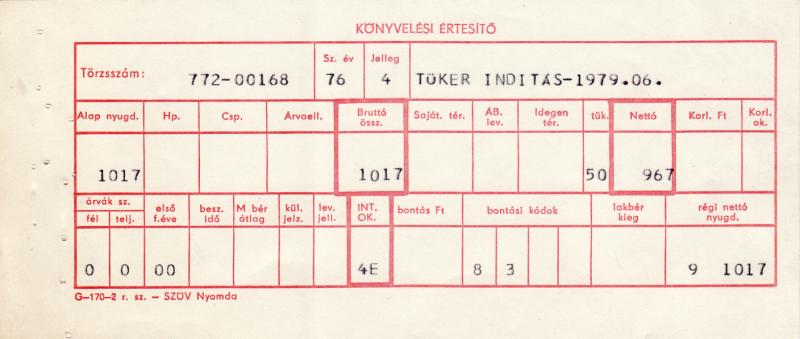 KÖNYVELÉSI ÉRTESÍTŐ
Törzsszám: 772-00168 Sz. év 76 Jelleg 4 TüKER INDITÁS-1979.06.
Alap nyugd. Hp. Csp. Árvaell. Bruttó össz. Saját. tér. ÁB. lev. Idegen tér. tük. Nettó Korl. Ft Korl. ok.
1017 1017 50 967
árvák sz. fél telj. első f.éve besz. idő M bér átlag kül. jelz. lev. jell. INT. OK. bontás Ft bontási kódok lakbér kieg régi nettó nyugd.
0 0 00 4E 8 3 9 1017
G–170–2 r. sz. – SZÜV Nyomda